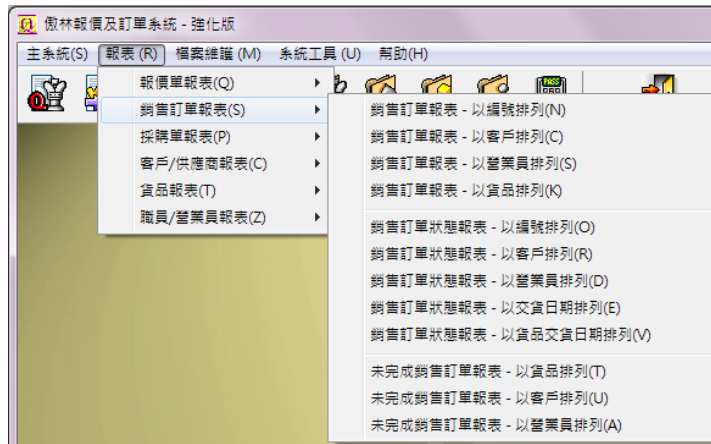 傲林報價及訂單系統 - 強化版
主系統(S) 報表(R) 檔案維護(M) 系統工具(U) 幫助(H)
PASS
報價單報表(Q)
銷售訂單報表(S)
採購單報表(P)
客戶/供應商報表(C)
貨品報表(T)
職員/營業員報表(Z)
銷售訂單報表 - 以編號排列(N)
銷售訂單報表 - 以客戶排列(C)
銷售訂單報表 - 以營業員排列(S)
銷售訂單報表 - 以貨品排列(K)
銷售訂單狀態報表 - 以編號排列(O)
銷售訂單狀態報表 - 以客戶排列(R)
銷售訂單狀態報表 - 以營業員排列(D)
銷售訂單狀態報表 - 以交貨日期排列(E)
銷售訂單狀態報表 - 以貨品交貨日期排列(V)
未完成銷售訂單報表 - 以貨品排列(T)
未完成銷售訂單報表 - 以客戶排列(U)
未完成銷售訂單報表 - 以營業員排列(A)